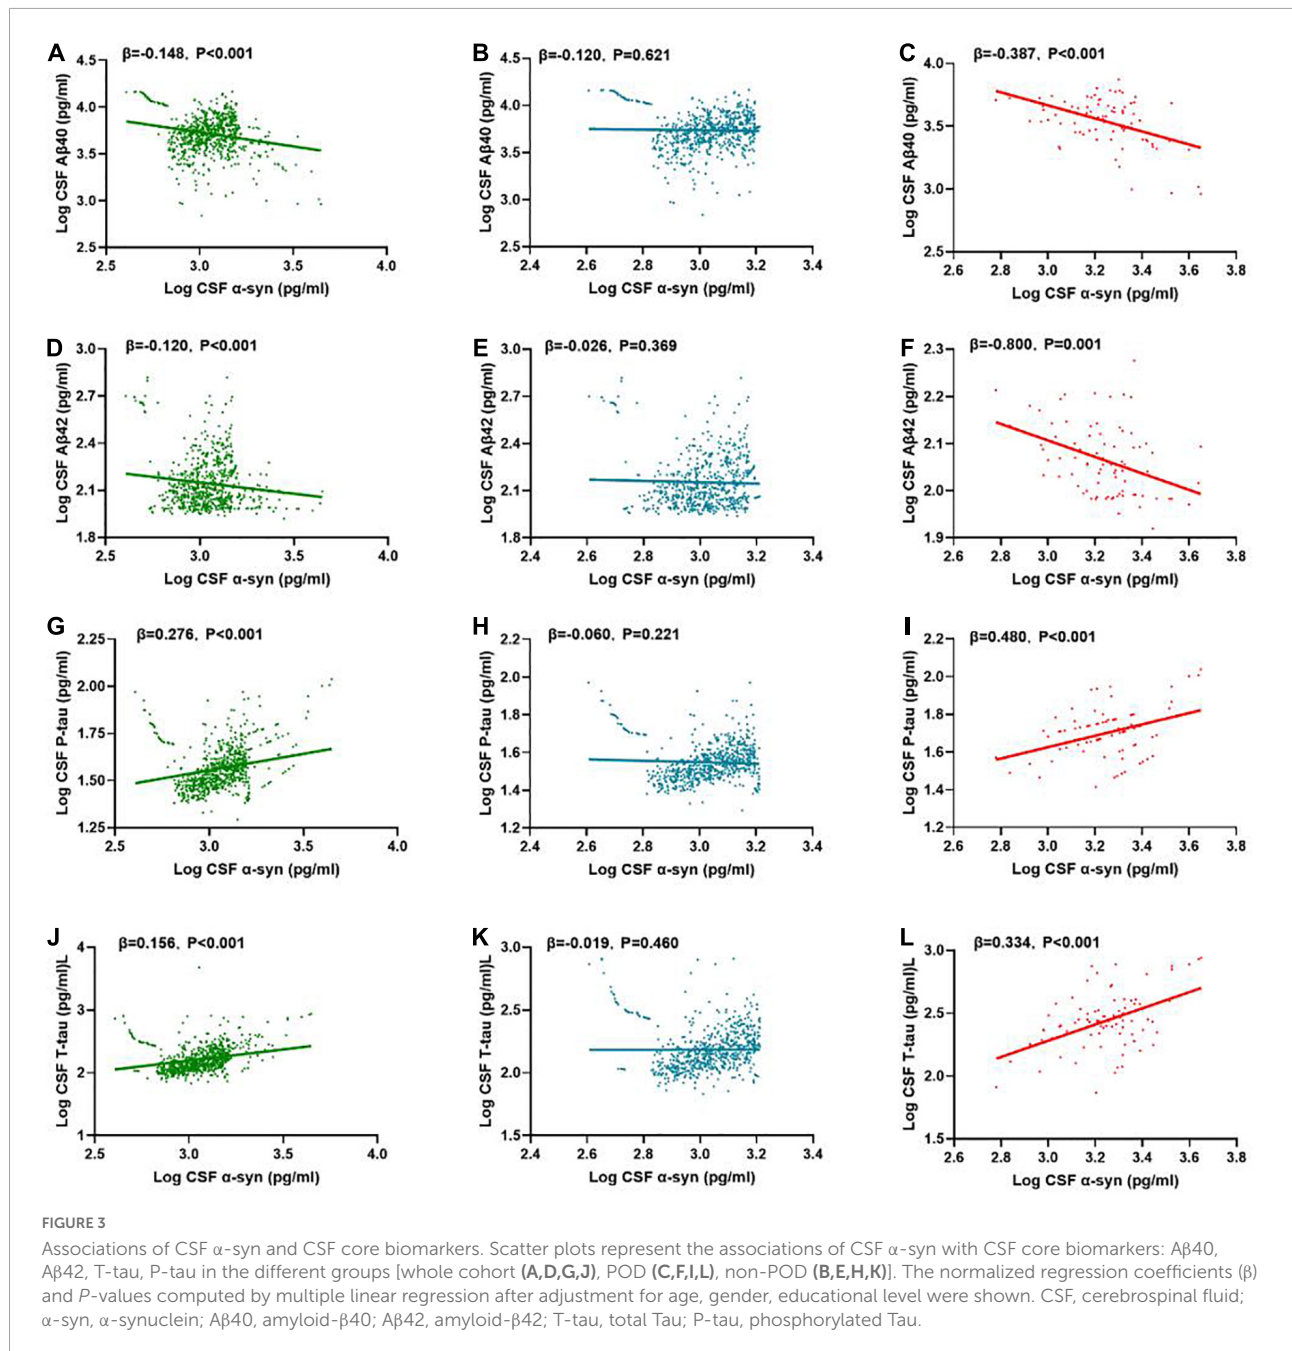 A
β=-0.148, P<0.001
Log CSF Aβ40 (pg/ml)
4.5
4.0
3.5
3.0
2.5
2.5
3.0
3.5
4.0
Log CSF α-syn (pg/ml)
B
β=-0.120, P=0.621
Log CSF Aβ40 (pg/ml)
4.5
4.0
3.5
3.0
2.5
2.4
2.6
2.8
3.0
3.2
3.4
Log CSF α-syn (pg/ml)
C
β=-0.387, P<0.001
Log CSF Aβ40 (pg/ml)
4.0
3.5
3.0
2.5
2.6
2.8
3.0
3.2
3.4
3.6
3.8
Log CSF α-syn (pg/ml)
D
β=-0.120, P<0.001
Log CSF Aβ42 (pg/ml)
3.0
2.7
2.4
2.1
1.8
2.5
3.0
3.5
4.0
Log CSF α-syn (pg/ml)
E
β=-0.026, P=0.369
Log CSF Aβ42 (pg/ml)
3.0
2.7
2.4
2.1
1.8
2.4
2.6
2.8
3.0
3.2
3.4
Log CSF α-syn (pg/ml)
F
β=-0.800, P=0.001
Log CSF Aβ42 (pg/ml)
2.3
2.2
2.1
2.0
1.9
2.6
2.8
3.0
3.2
3.4
3.6
3.8
Log CSF α-syn (pg/ml)
G
β=0.276, P<0.001
Log CSF P-tau (pg/ml)
2.25
2.00
1.75
1.50
1.25
2.5
3.0
3.5
4.0
Log CSF α-syn (pg/ml)
H
β=-0.060, P=0.221
Log CSF P-tau (pg/ml)
2.2
2.0
1.8
1.6
1.4
1.2
2.4
2.6
2.8
3.0
3.2
3.4
Log CSF α-syn (pg/ml)
I
β=0.480, P<0.001
Log CSF P-tau (pg/ml)
2.2
2.0
1.8
1.6
1.4
1.2
2.6
2.8
3.0
3.2
3.4
3.6
3.8
Log CSF α-syn (pg/ml)
J
β=0.156, P<0.001
Log CSF T-tau (pg/ml)L
4
3
2
1
2.5
3.0
3.5
4.0
Log CSF α-syn (pg/ml)
K
β=-0.019, P=0.460
Log CSF T-tau (pg/ml)L
3.0
2.5
2.0
1.5
2.4
2.6
2.8
3.0
3.2
3.4
Log CSF α-syn (pg/ml)
L
β=0.334, P<0.001
Log CSF T-tau (pg/ml)L
3.0
2.5
2.0
1.5
2.6
2.8
3.0
3.2
3.4
3.6
3.8
Log CSF α-syn (pg/ml)
FIGURE 3
Associations of CSF α-syn and CSF core biomarkers. Scatter plots represent the associations of CSF α-syn with CSF core biomarkers: Aβ40,
Aβ42, T-tau, P-tau in the different groups [whole cohort (A,D,G,J), POD (C,F,I,L), non-POD (B,E,H,K)]. The normalized regression coefficients (β)
and P-values computed by multiple linear regression after adjustment for age, gender, educational level were shown. CSF, cerebrospinal fluid;
α-syn, α-synuclein; Aβ40, amyloid-β40; Aβ42, amyloid-β42; T-tau, total Tau; P-tau, phosphorylated Tau.